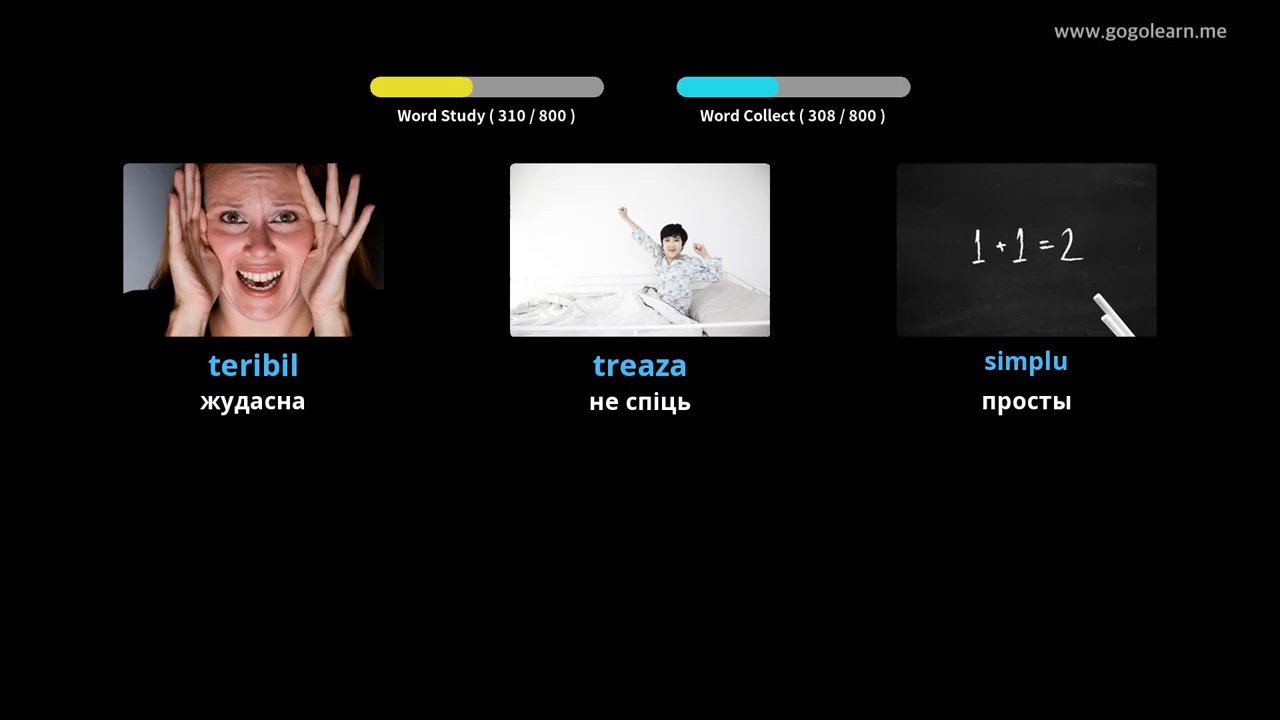 www.gogolearn.me
Word Study ( 310 / 800 )
Word Collect ( 308 / 800 )
1 + 1 = 2
teribil
treaza
simplu
жудасна
не спіць
просты